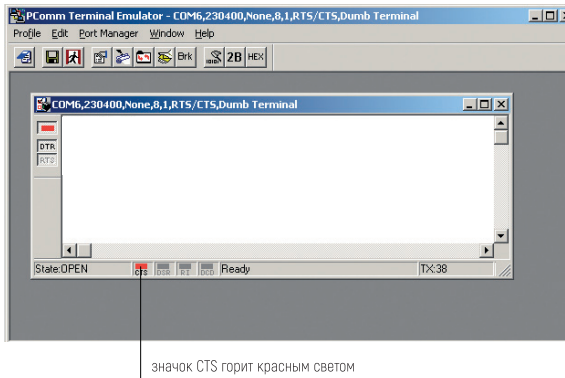 PComm Terminal Emulator - COM6,230400,None,8,1,RTS/CTS,Dumb Terminal
Profile Edit Port Manager Window Help
Brk 2B HEX
COM6,230400,None,8,1,RTS/CTS,Dumb Terminal
DTR
RTS
State:OPEN CTS DSR RI DCD Ready TX:38
значок CTS горит красным светом